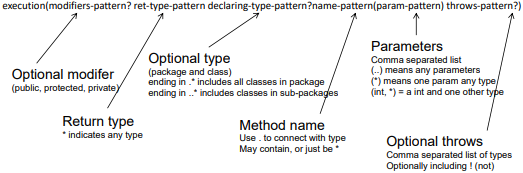 execution(modifiers-pattern? ret-type-pattern declaring-type-pattern?name-pattern(param-pattern) throws-pattern?)
Optional modifer
(public, protected, private)
Return type
* indicates any type
Optional type
(package and class)
ending in .* includes all classes in package
ending in ..* includes classes in sub-packages
Method name
Use . to connect with type
May contain, or just be *
Parameters
Comma separated list
(..) means any parameters
(*) means one param any type
(int, *) = a int and one other type
Optional throws
Comma separated list of types
Optionally including ! (not)